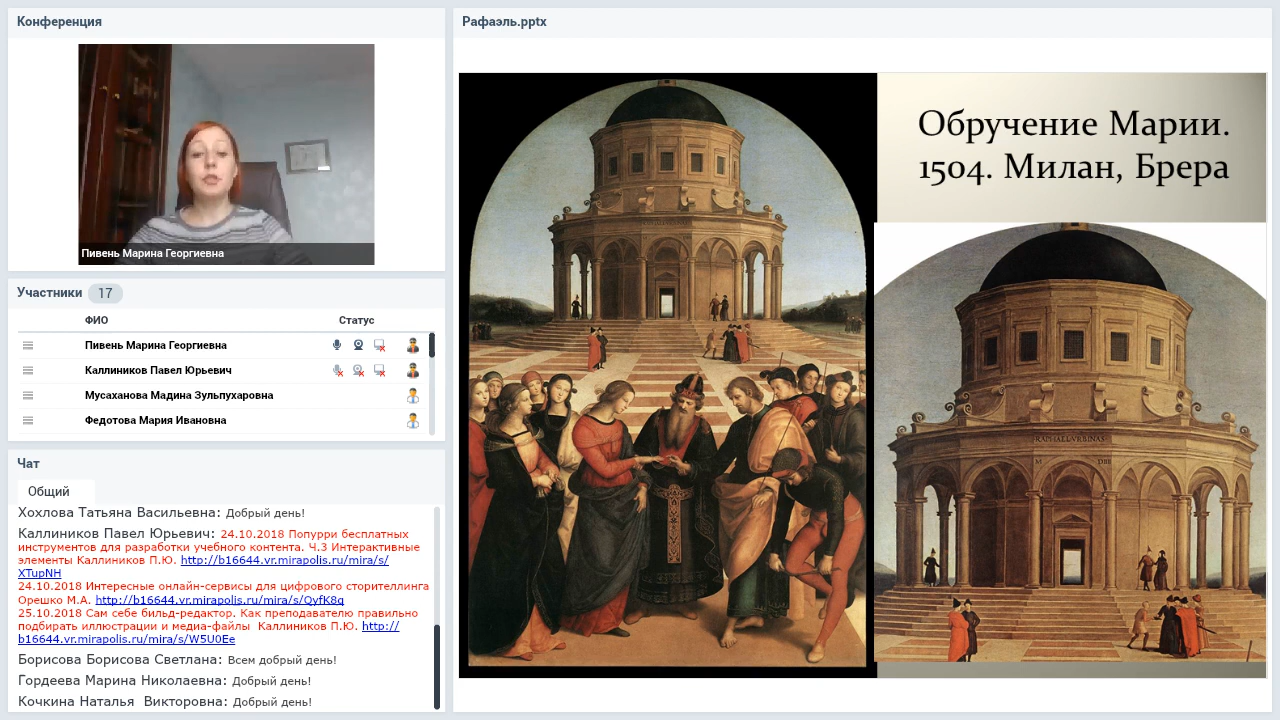 Конференция
Пивень Марина Георгиевна
Участники 17
ФИО Статус
Пивень Марина Георгиевна
Каллиников Павел Юрьевич
Мусаханова Мадина Зульпухаровна
Федотова Мария Ивановна
Чат
Общий
Хохлова Татьяна Васильевна: Добрый день!
Каллиников Павел Юрьевич: 24.10.2018 Попурри бесплатных
инструментов для разработки учебного контента. Ч.3 Интерактивные
элементы Каллиников П.Ю. http://b16644.vr.mirapolis.ru/mira/s/
XTupNH
24.10.2018 Интересные онлайн-сервисы для цифрового сторителлинга
Орешко М.А. http://b16644.vr.mirapolis.ru/mira/s/QyfK8q
25.10.2018 Сам себе бильд-редактор. Как преподавателю правильно
подбирать иллюстрации и медиа-файлы Каллиников П.Ю. http://
b16644.vr.mirapolis.ru/mira/s/W5U0Ee
Борисова Борисова Светлана: Всем добрый день!
Гордеева Марина Николаевна: Добрый день!
Кочкина Наталья Викторовна: Добрый день!
Рафаэль.pptx
Обручение Марии.
1504. Милан, Брера
RAPHAEL VRBINAS